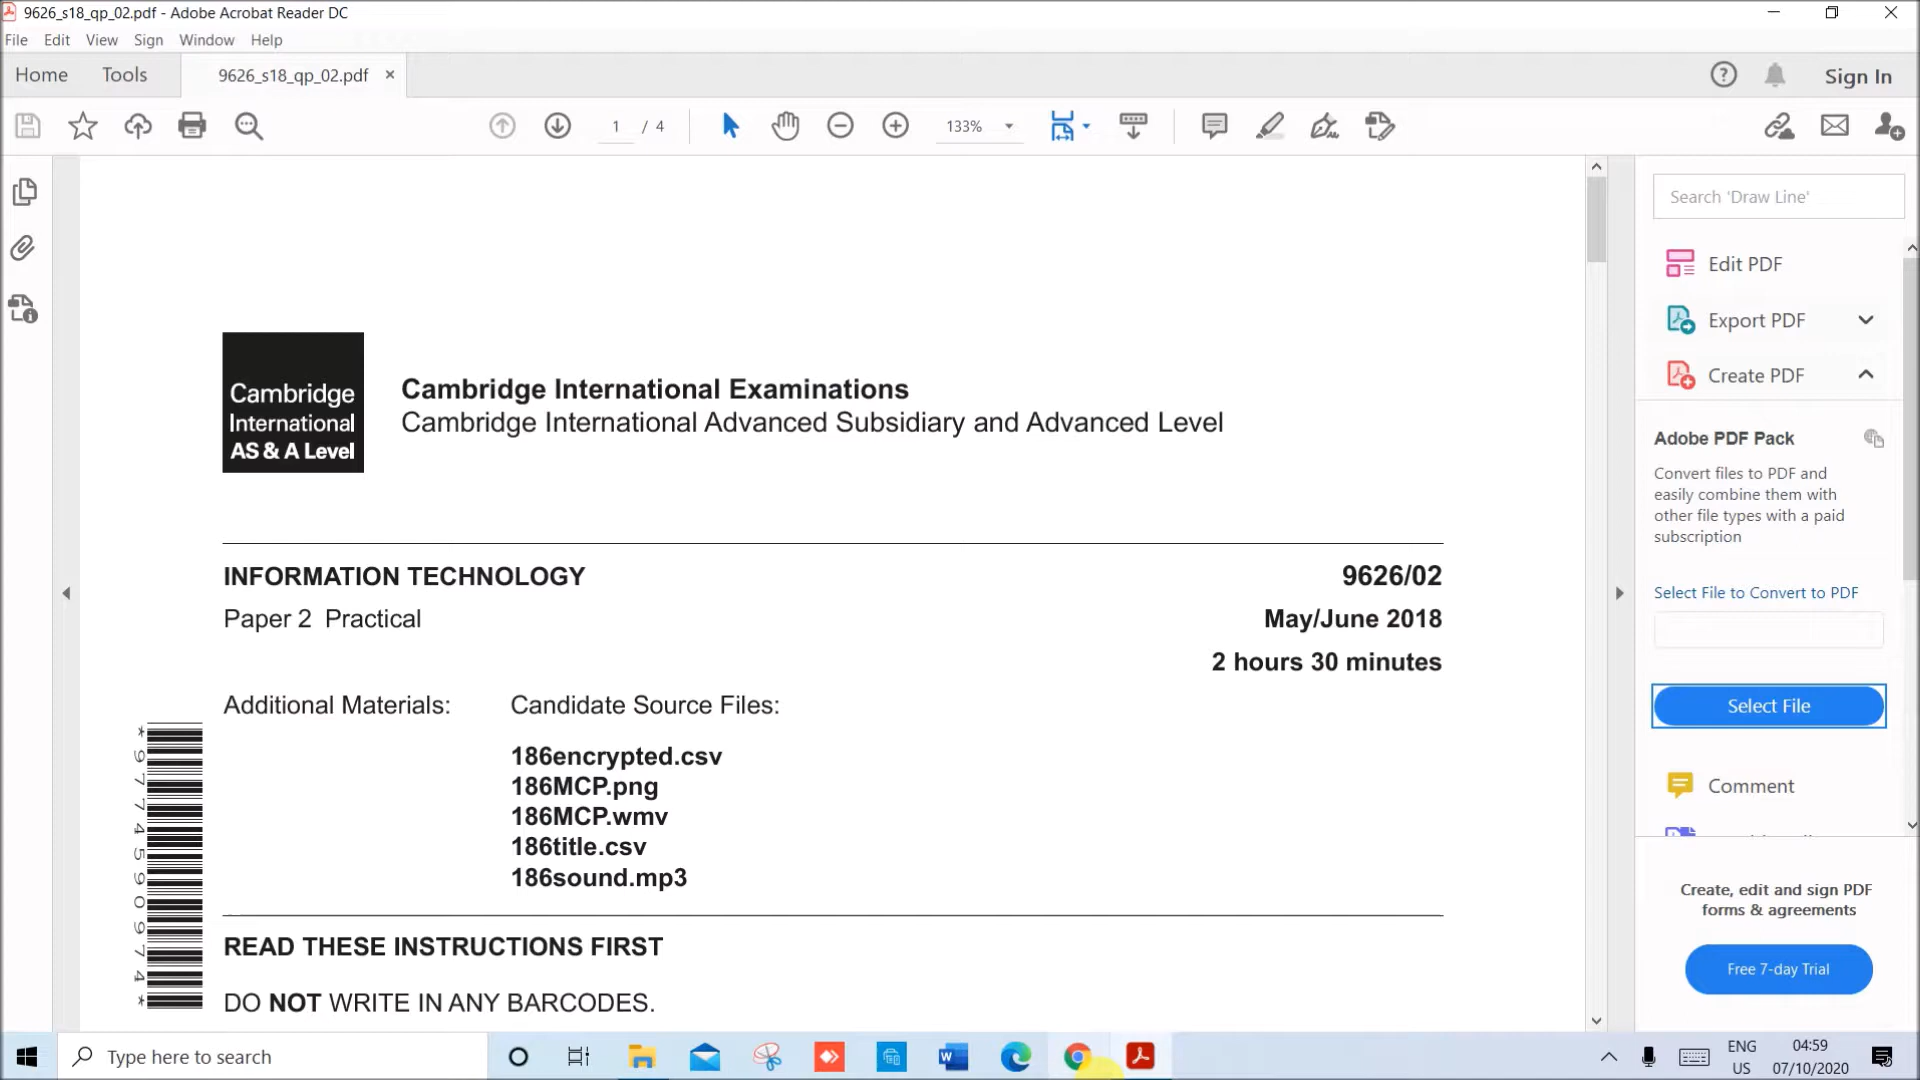 9626_s18_qp_02.pdf - Adobe Acrobat Reader DC
File Edit View Sign Window Help
Home Tools 9626_s18_qp_02.pdf × Sign In
1 / 4 133%
Search 'Draw Line'
Edit PDF
Export PDF
Create PDF
Adobe PDF Pack
Convert files to PDF and
easily combine them with
other file types with a paid
subscription
Select File to Convert to PDF
Select File
Comment
Create, edit and sign PDF
forms & agreements
Free 7-day Trial
Cambridge
International
AS & A Level
Cambridge International Examinations
Cambridge International Advanced Subsidiary and Advanced Level
INFORMATION TECHNOLOGY 9626/02
Paper 2 Practical May/June 2018
2 hours 30 minutes
Additional Materials: Candidate Source Files:
186encrypted.csv
186MCP.png
186MCP.wmv
186title.csv
186sound.mp3
*9774590974*
READ THESE INSTRUCTIONS FIRST
DO NOT WRITE IN ANY BARCODES.
Type here to search
ENG
US
04:59
07/10/2020